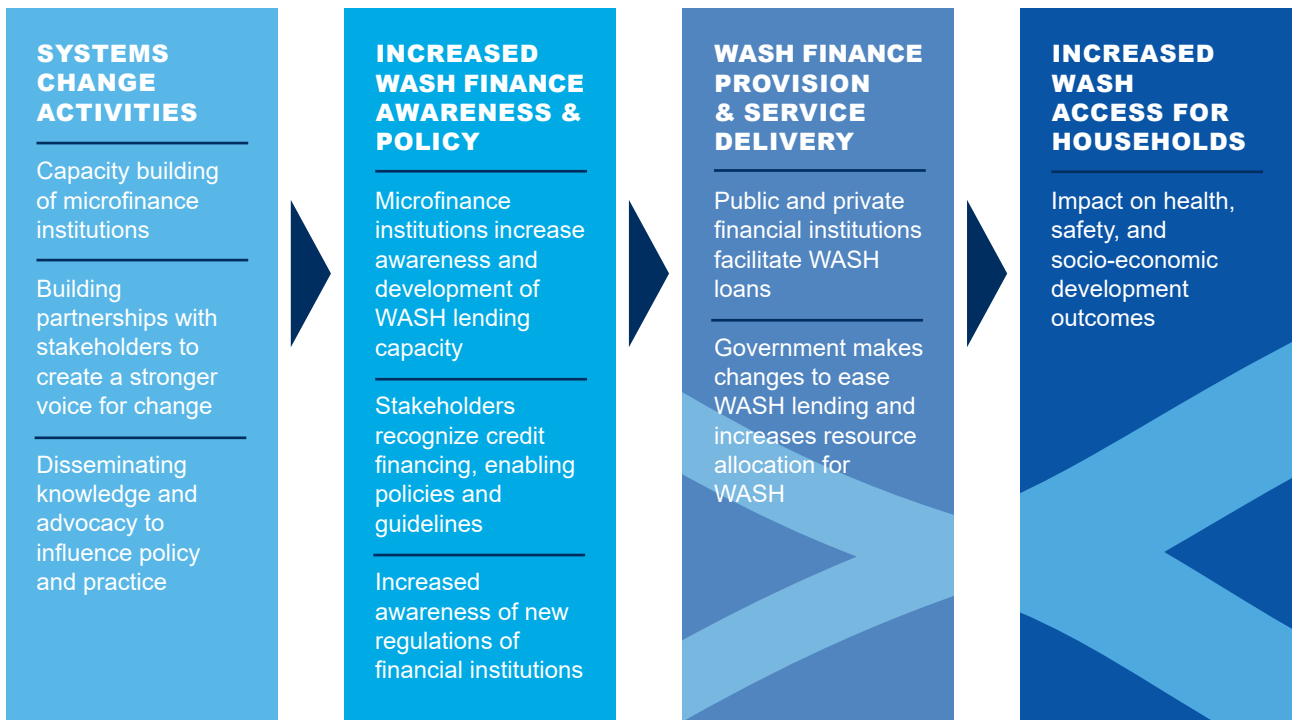 SYSTEMS
CHANGE
ACTIVITIES
Capacity building
of microfinance
institutions
Building
partnerships with
stakeholders to
create a stronger
voice for change
Disseminating
knowledge and
advocacy to
influence policy
and practice
INCREASED
WASH FINANCE
AWARENESS &
POLICY
Microfinance
institutions increase
awareness and
development of
WASH lending
capacity
Stakeholders
recognize credit
financing, enabling
policies and
guidelines
Increased
awareness of new
regulations of
financial institutions
WASH FINANCE
PROVISION
& SERVICE
DELIVERY
Public and private
financial institutions
facilitate WASH
loans
Government makes
changes to ease
WASH lending and
increases resource
allocation for
WASH
INCREASED
WASH
ACCESS FOR
HOUSEHOLDS
Impact on health,
safety, and
socio-economic
development
outcomes